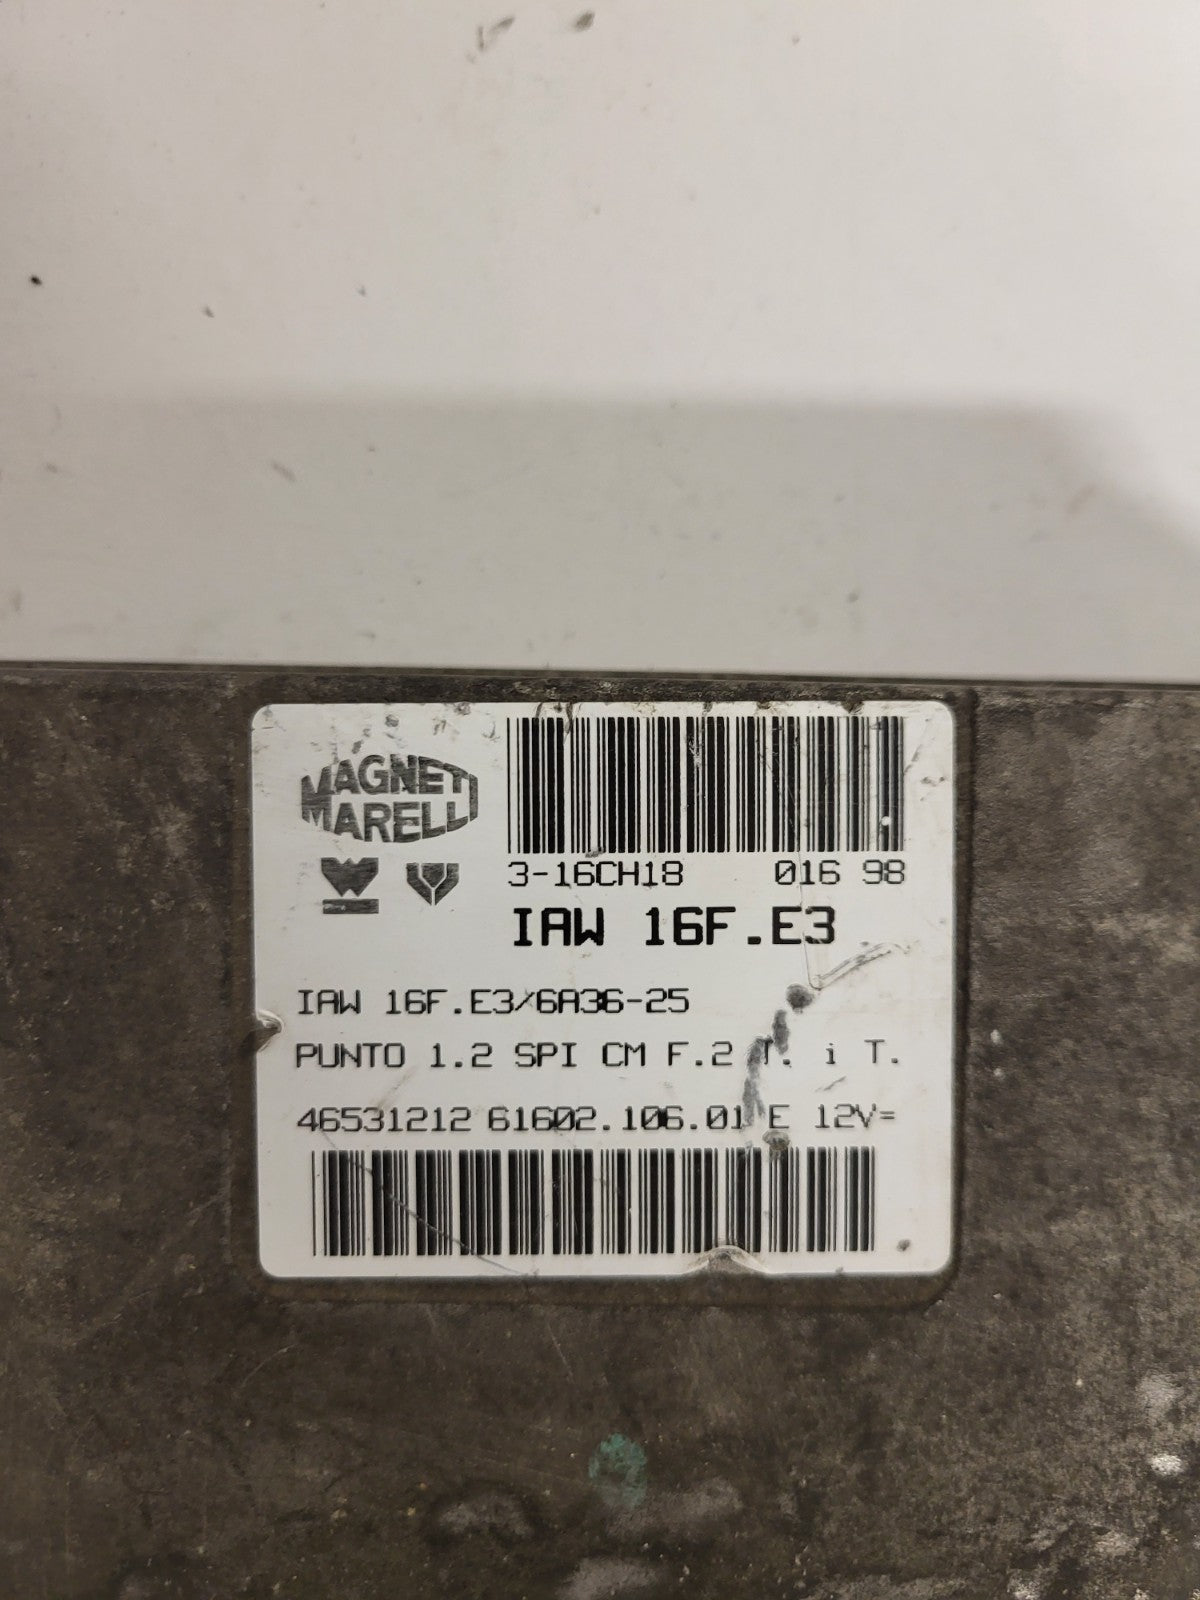 MAGNETI
MARELLI
3-16CH18 016 98
IAW 16F.E3
IAW 16F.E3/6A36-25
PUNTO 1.2 SPI CM F.2 T. i T.
46531212 61602.106.01 E 12V=